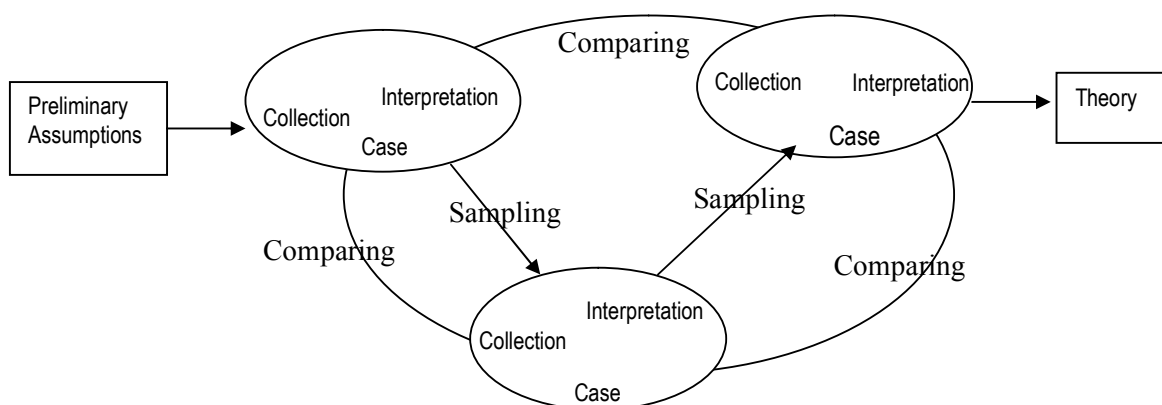 Comparing
Preliminary
Assumptions
Collection
Interpretation
Case
Collection
Interpretation
Case
Theory
Sampling
Sampling
Comparing
Comparing
Collection
Interpretation
Case